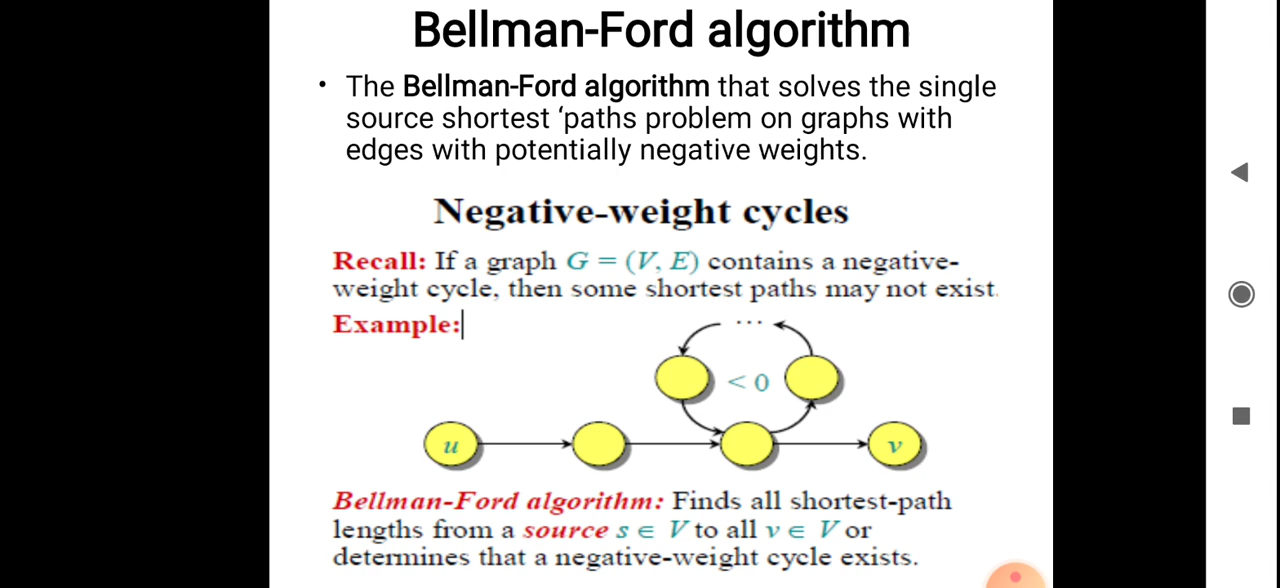 Bellman-Ford algorithm
• The Bellman-Ford algorithm that solves the single
source shortest ‘paths problem on graphs with
edges with potentially negative weights.
Negative-weight cycles
Recall: If a graph G = (V, E) contains a negative-
weight cycle, then some shortest paths may not exist.
Example:
...
< 0
u
v
Bellman-Ford algorithm: Finds all shortest-path
lengths from a source s ∈ V to all v ∈ V or
determines that a negative-weight cycle exists.